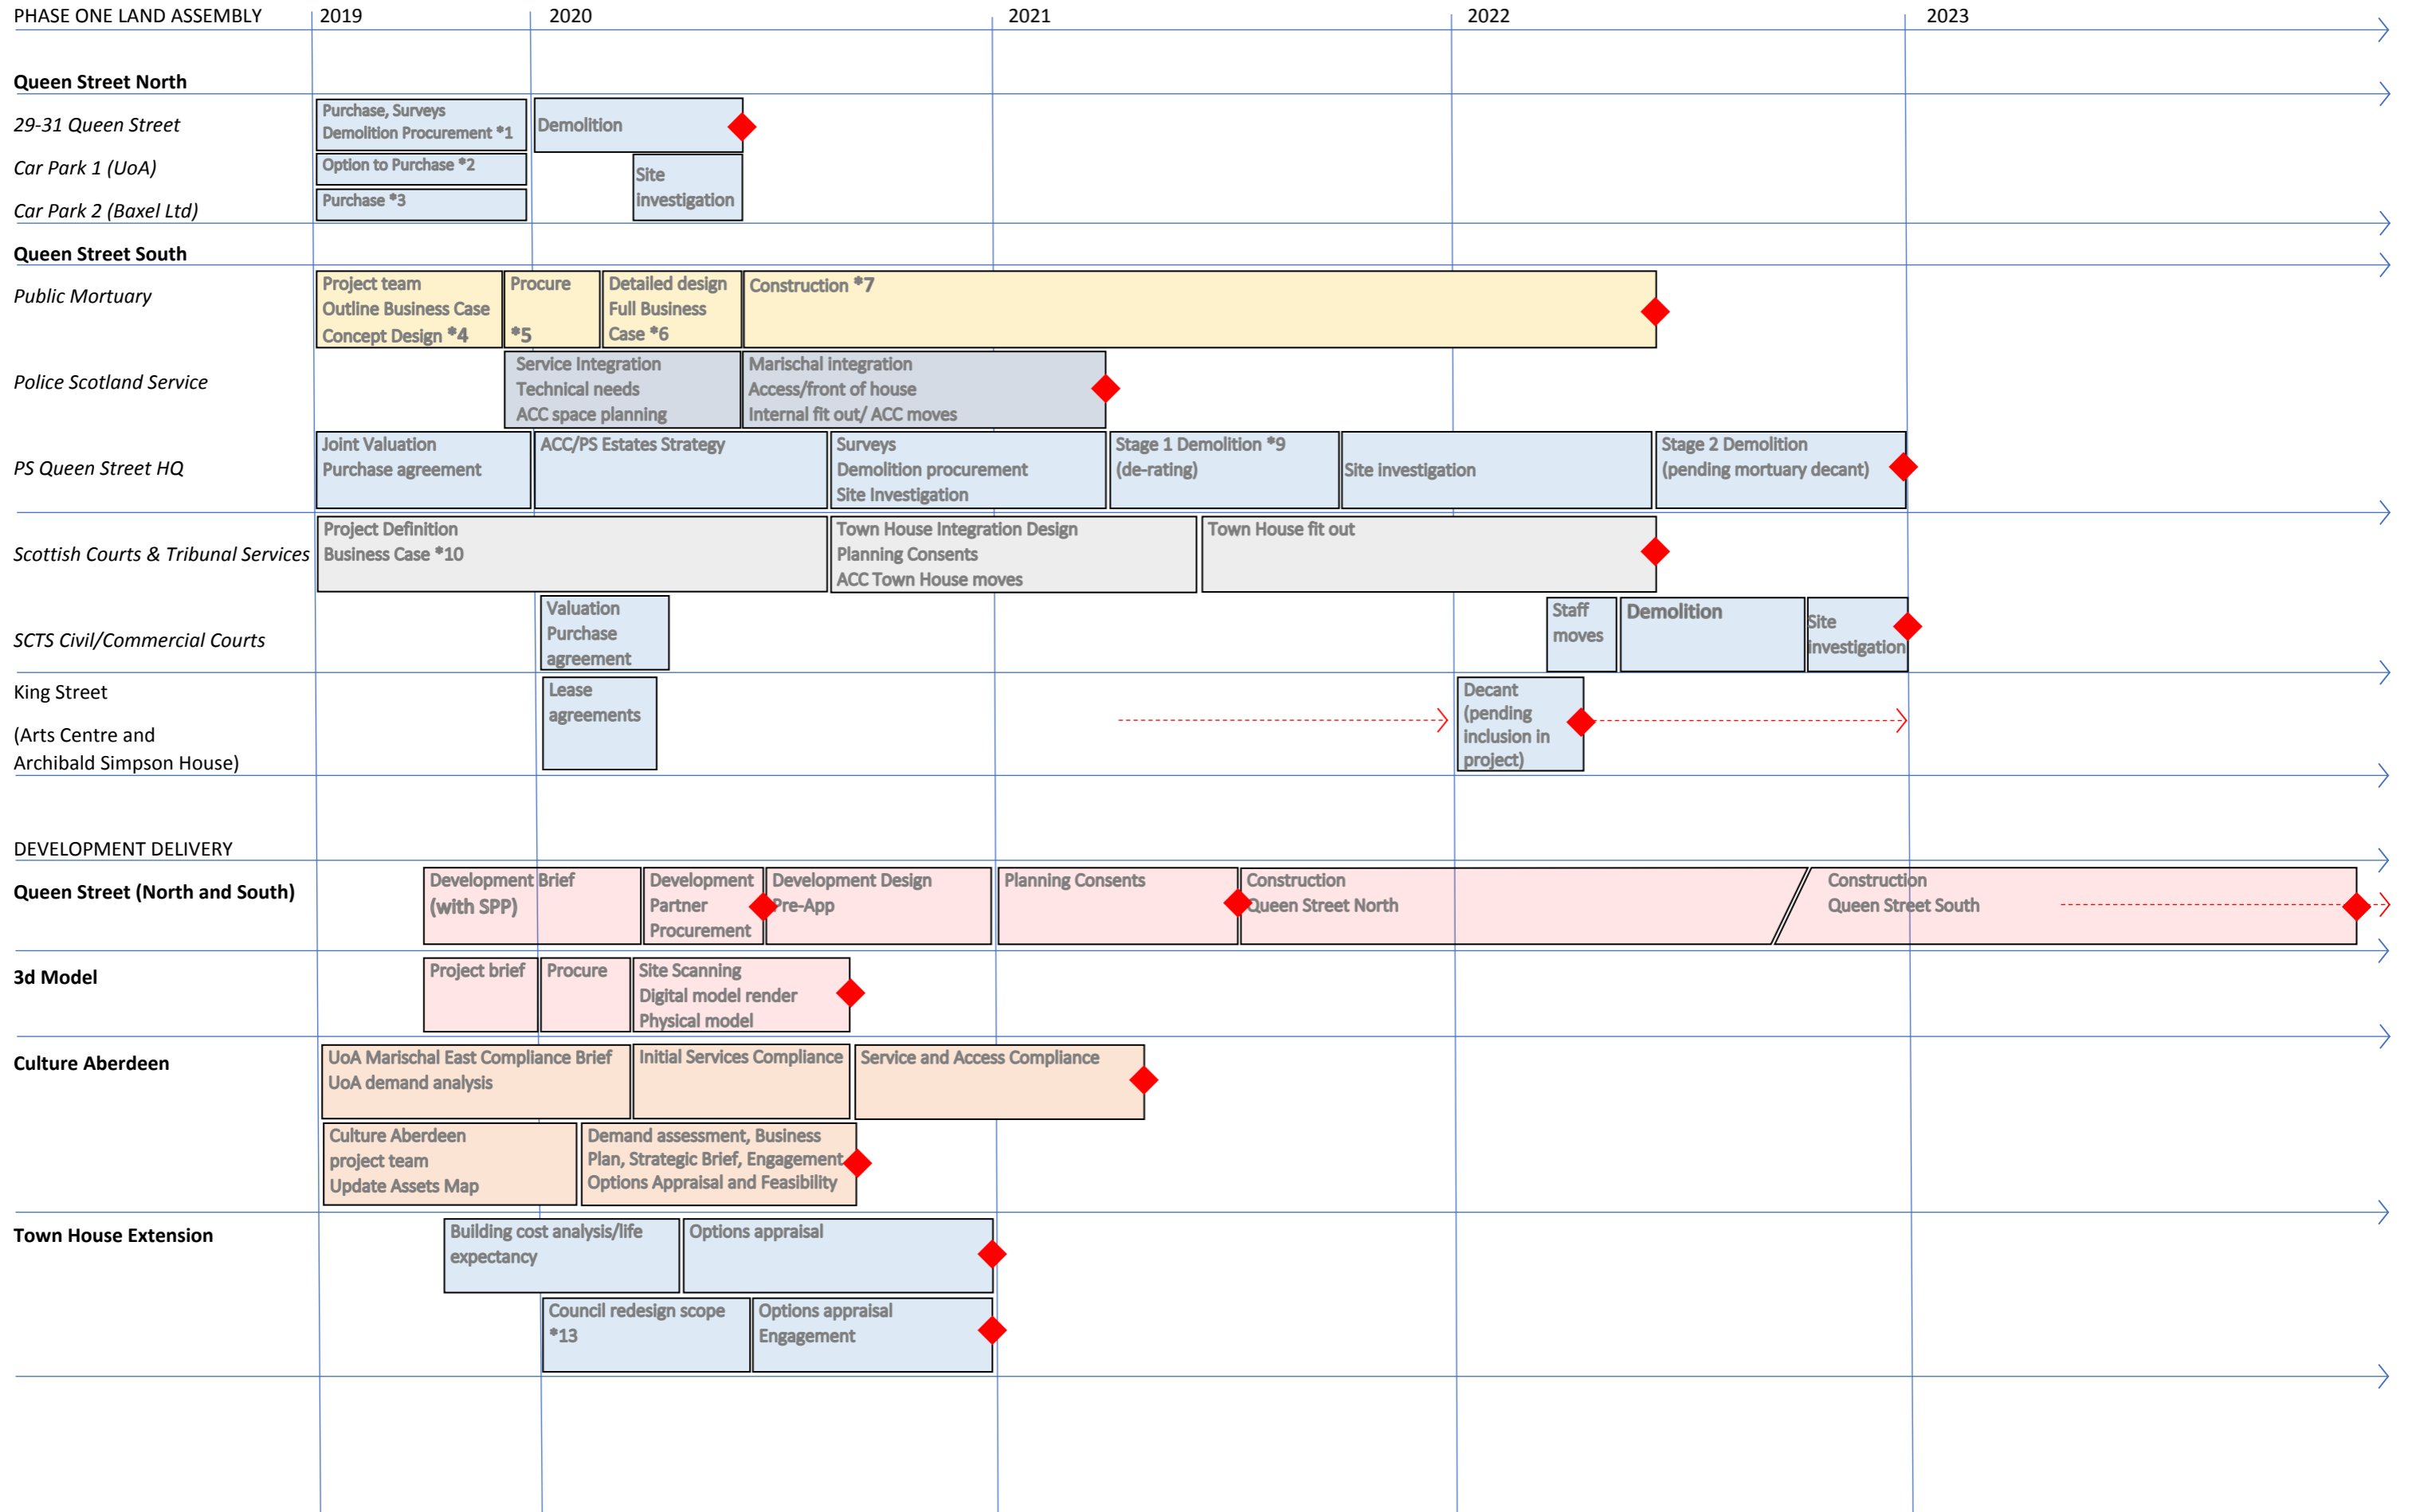 PHASE ONE LAND ASSEMBLY 2019 2020 2021 2022 2023
Queen Street North
29-31 Queen Street
Purchase, Surveys
Demolition Procurement *1
Demolition
Car Park 1 (UoA)
Option to Purchase *2
Site
investigation
Car Park 2 (Baxel Ltd)
Purchase *3
Queen Street South
Public Mortuary
Project team
Outline Business Case
Concept Design *4
Procure
*5
Detailed design
Full Business
Case *6
Construction *7
Police Scotland Service
Service Integration
Technical needs
ACC space planning
Marischal integration
Access/front of house
Internal fit out/ ACC moves
PS Queen Street HQ
Joint Valuation
Purchase agreement
ACC/PS Estates Strategy
Surveys
Demolition procurement
Site Investigation
Stage 1 Demolition *9
(de-rating)
Site investigation
Stage 2 Demolition
(pending mortuary decant)
Scottish Courts & Tribunal Services
Project Definition
Business Case *10
Town House Integration Design
Planning Consents
ACC Town House moves
Town House fit out
SCTS Civil/Commercial Courts
Valuation
Purchase
agreement
Staff
moves
Demolition
Site
investigation
King Street
(Arts Centre and
Archibald Simpson House)
Lease
agreements
Decant
(pending
inclusion in
project)
DEVELOPMENT DELIVERY
Queen Street (North and South)
Development Brief
(with SPP)
Development
Partner
Procurement
Development Design
Pre-App
Planning Consents
Construction
Queen Street North
Construction
Queen Street South
3d Model
Project brief
Procure
Site Scanning
Digital model render
Physical model
Culture Aberdeen
UoA Marischal East Compliance Brief
UoA demand analysis
Initial Services Compliance
Service and Access Compliance
Culture Aberdeen
project team
Update Assets Map
Demand assessment, Business
Plan, Strategic Brief, Engagement
Options Appraisal and Feasibility
Town House Extension
Building cost analysis/life
expectancy
Options appraisal
Council redesign scope
*13
Options appraisal
Engagement